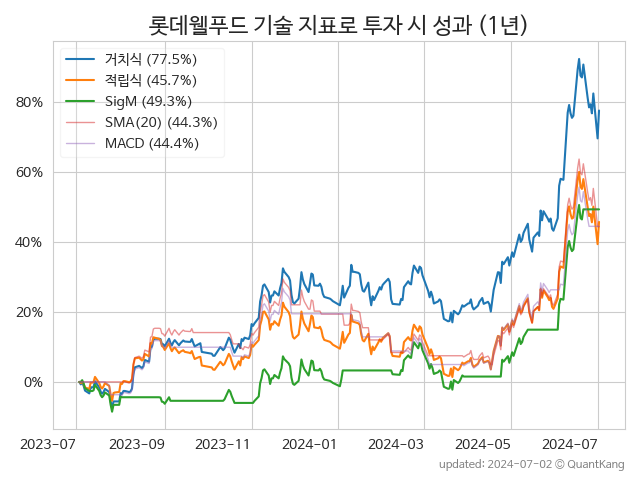 롯데웰푸드 기술 지표로 투자 시 성과 (1년)
거치식 (77.5%)
적립식 (45.7%)
SigM (49.3%)
SMA(20) (44.3%)
MACD (44.4%)
80%
60%
40%
20%
0%
2023-07 2023-09 2023-11 2024-01 2024-03 2024-05 2024-07
updated: 2024-07-02 © QuantKang